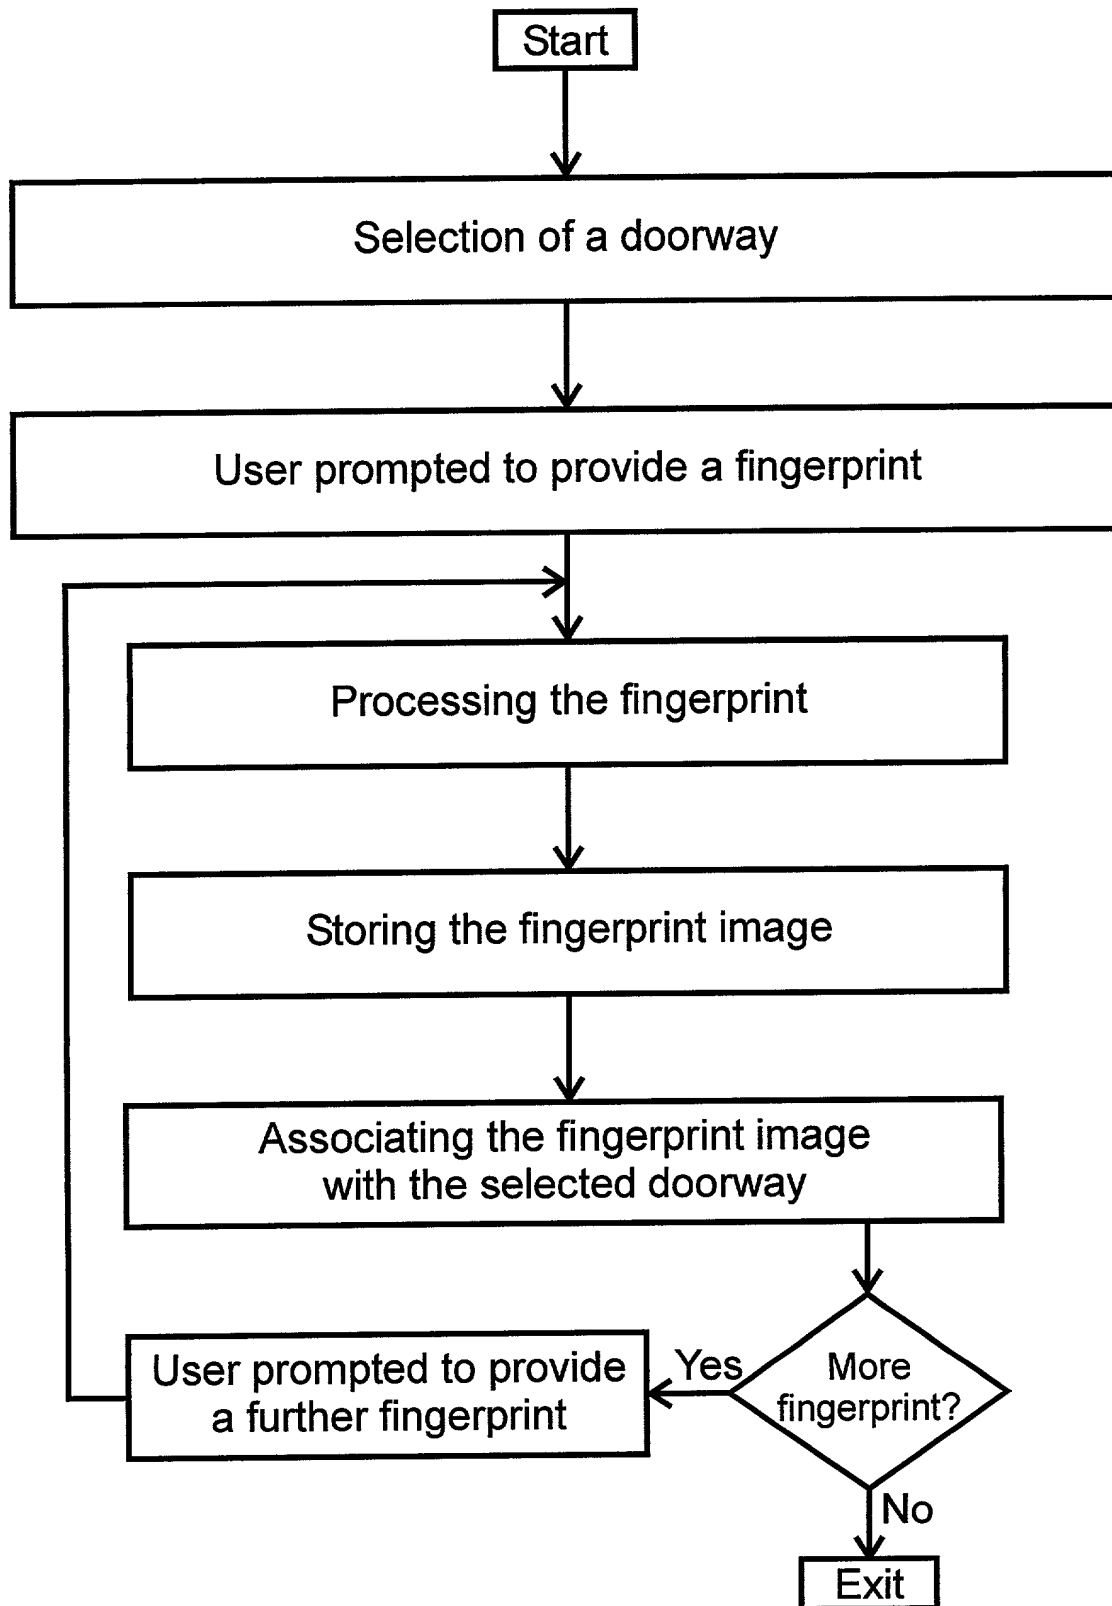 Start
Selection of a doorway
User prompted to provide a fingerprint
Processing the fingerprint
Storing the fingerprint image
Associating the fingerprint image
with the selected doorway
More
fingerprint?
Yes
User prompted to provide
a further fingerprint
No
Exit